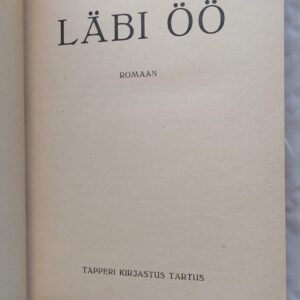 LÄBI ÖÖ
ROMAAN
TAPPERI KIRJASTUS TARTUS